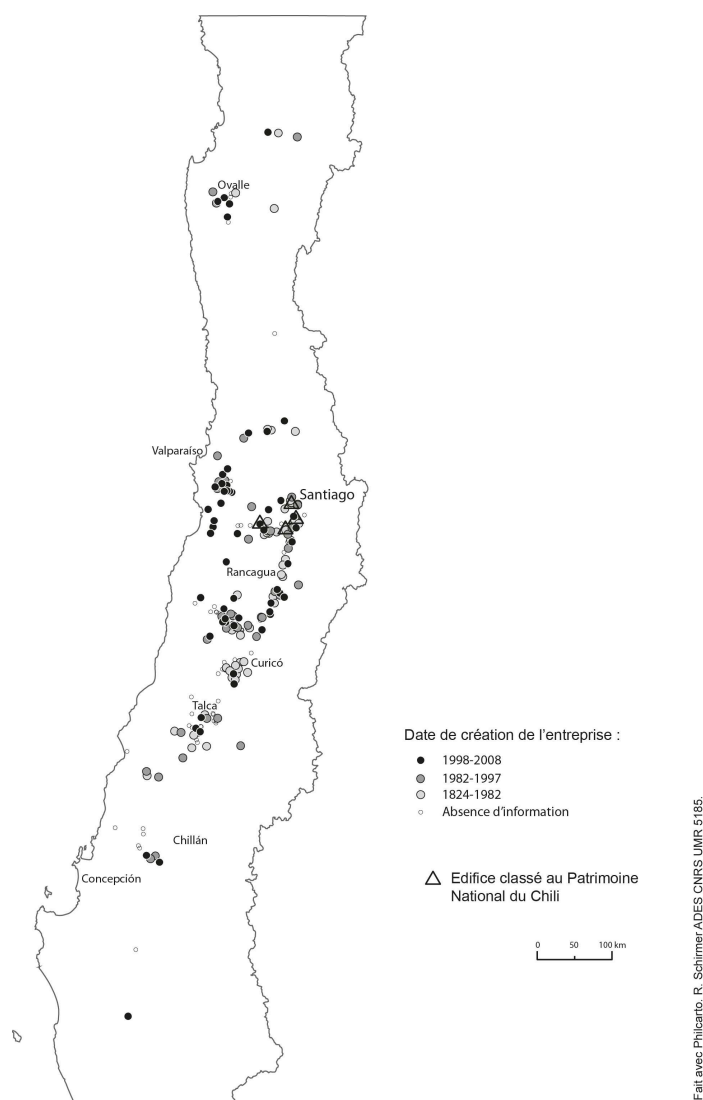 Ovalle
Valparaíso
Santiago
Rancagua
Curicó
Talca
Chillán
Concepción
Date de création de l'entreprise :
1998-2008
1982-1997
1824-1982
Absence d'information
Edifice classé au Patrimoine
National du Chili
0 50 100 km
Fait avec Philcarto. R. Schirmer ADES CNRS UMR 5185.